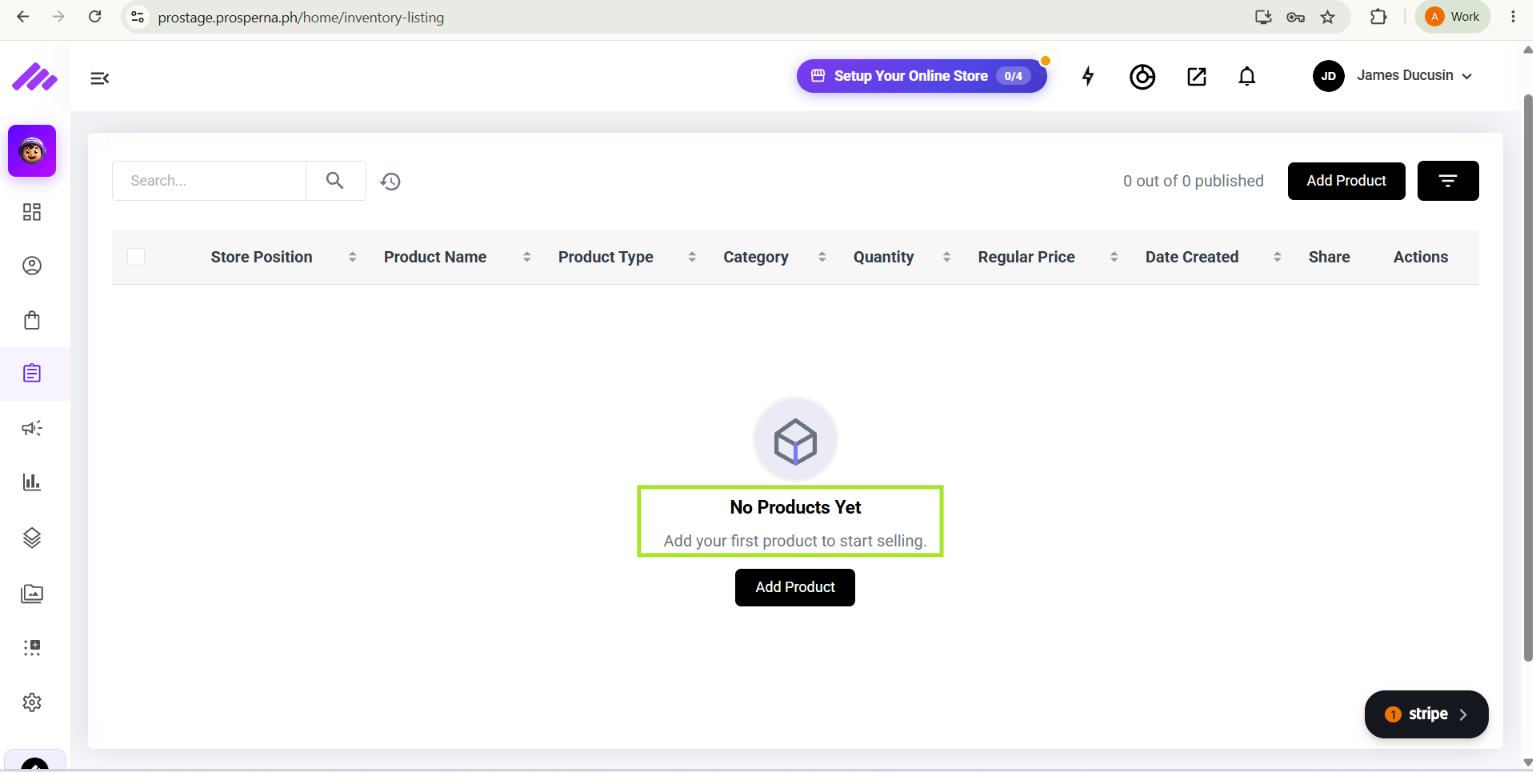 prostage.prosperna.ph/home/inventory-listing
A Work
Setup Your Online Store 0/4
JD James Ducusin
Search...
0 out of 0 published
Add Product
Store Position Product Name Product Type Category Quantity Regular Price Date Created Share Actions
No Products Yet
Add your first product to start selling.
Add Product
1 stripe